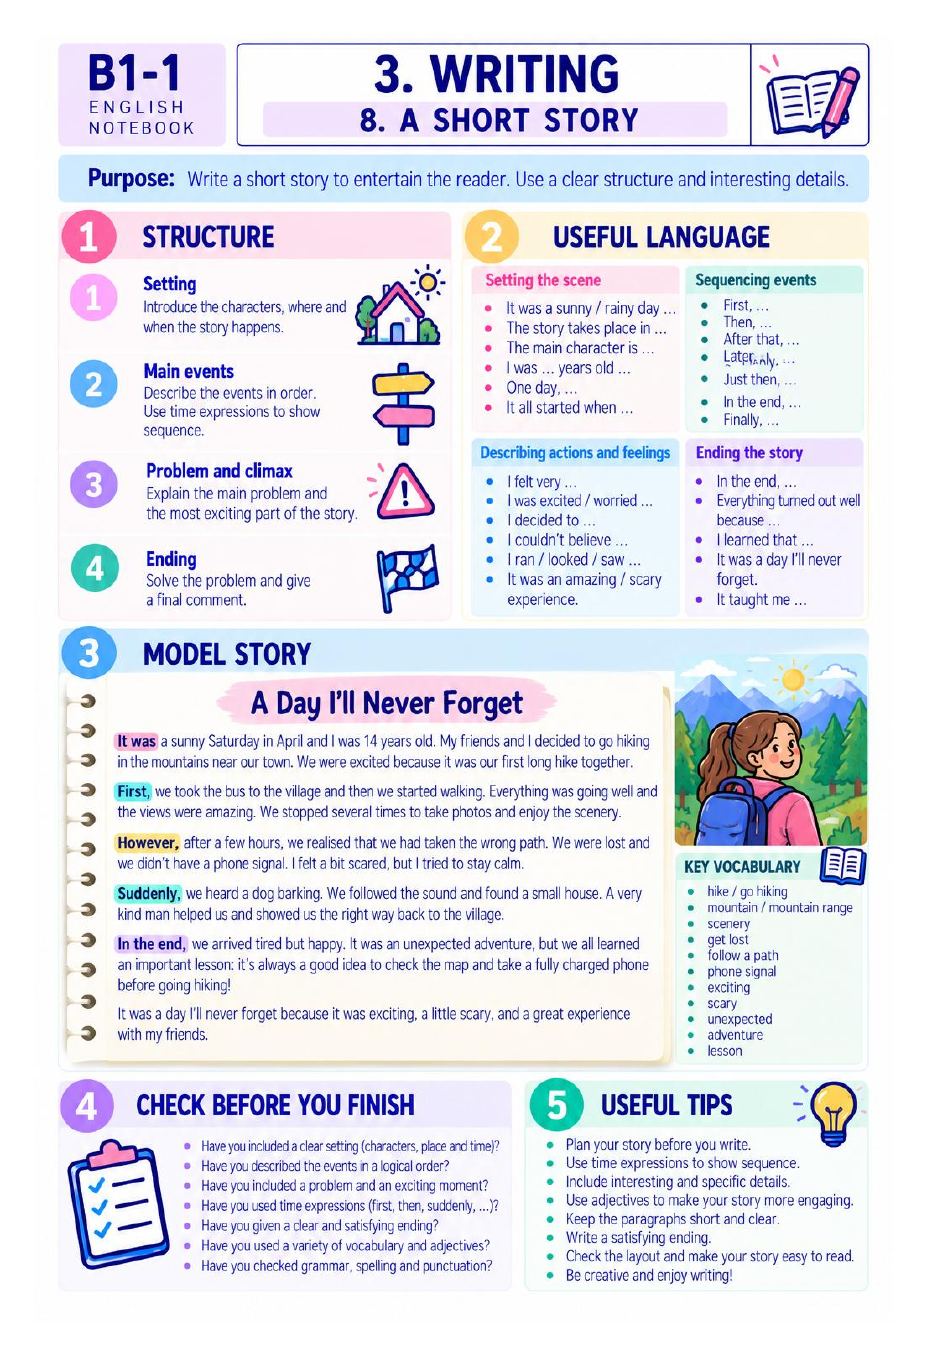 B1-1
ENGLISH
NOTEBOOK
3. WRITING
8. A SHORT STORY
Purpose: Write a short story to entertain the reader. Use a clear structure and interesting details.
1 STRUCTURE
1
Setting
Introduce the characters, where and
when the story happens.
2
Main events
Describe the events in order.
Use time expressions to show
sequence.
3
Problem and climax
Explain the main problem and
the most exciting part of the story.
4
Ending
Solve the problem and give
a final comment.
2 USEFUL LANGUAGE
Setting the scene
• It was a sunny / rainy day ...
• The story takes place in ...
• The main character is ...
• I was ... years old ...
• One day, ...
• It all started when ...
Sequencing events
• First, ...
• Then, ...
• After that, ...
• Later, ...
• Just then, ...
• In the end, ...
• Finally, ...
Describing actions and feelings
• I felt very ...
• I was excited / worried ...
• I decided to ...
• I couldn't believe ...
• I ran / looked / saw ...
• It was an amazing / scary
experience.
Ending the story
• In the end, ...
• Everything turned out well
because ...
• I learned that ...
• It was a day I'll never
forget.
• It taught me ...
3 MODEL STORY
A Day I'll Never Forget
It was a sunny Saturday in April and I was 14 years old. My friends and I decided to go hiking
in the mountains near our town. We were excited because it was our first long hike together.
First, we took the bus to the village and then we started walking. Everything was going well and
the views were amazing. We stopped several times to take photos and enjoy the scenery.
However, after a few hours, we realised that we had taken the wrong path. We were lost and
we didn't have a phone signal. I felt a bit scared, but I tried to stay calm.
Suddenly, we heard a dog barking. We followed the sound and found a small house. A very
kind man helped us and showed us the right way back to the village.
In the end, we arrived tired but happy. It was an unexpected adventure, but we all learned
an important lesson: it's always a good idea to check the map and take a fully charged phone
before going hiking!
It was a day I'll never forget because it was exciting, a little scary, and a great experience
with my friends.
KEY VOCABULARY
• hike / go hiking
• mountain / mountain range
• scenery
• get lost
• follow a path
• phone signal
• exciting
• scary
• unexpected
• adventure
• lesson
4 CHECK BEFORE YOU FINISH
• Have you included a clear setting (characters, place and time)?
• Have you described the events in a logical order?
• Have you included a problem and an exciting moment?
• Have you used time expressions (first, then, suddenly, ...)?
• Have you given a clear and satisfying ending?
• Have you used a variety of vocabulary and adjectives?
• Have you checked grammar, spelling and punctuation?
5 USEFUL TIPS
• Plan your story before you write.
• Use time expressions to show sequence.
• Include interesting and specific details.
• Use adjectives to make your story more engaging.
• Keep the paragraphs short and clear.
• Write a satisfying ending.
• Check the layout and make your story easy to read.
• Be creative and enjoy writing!